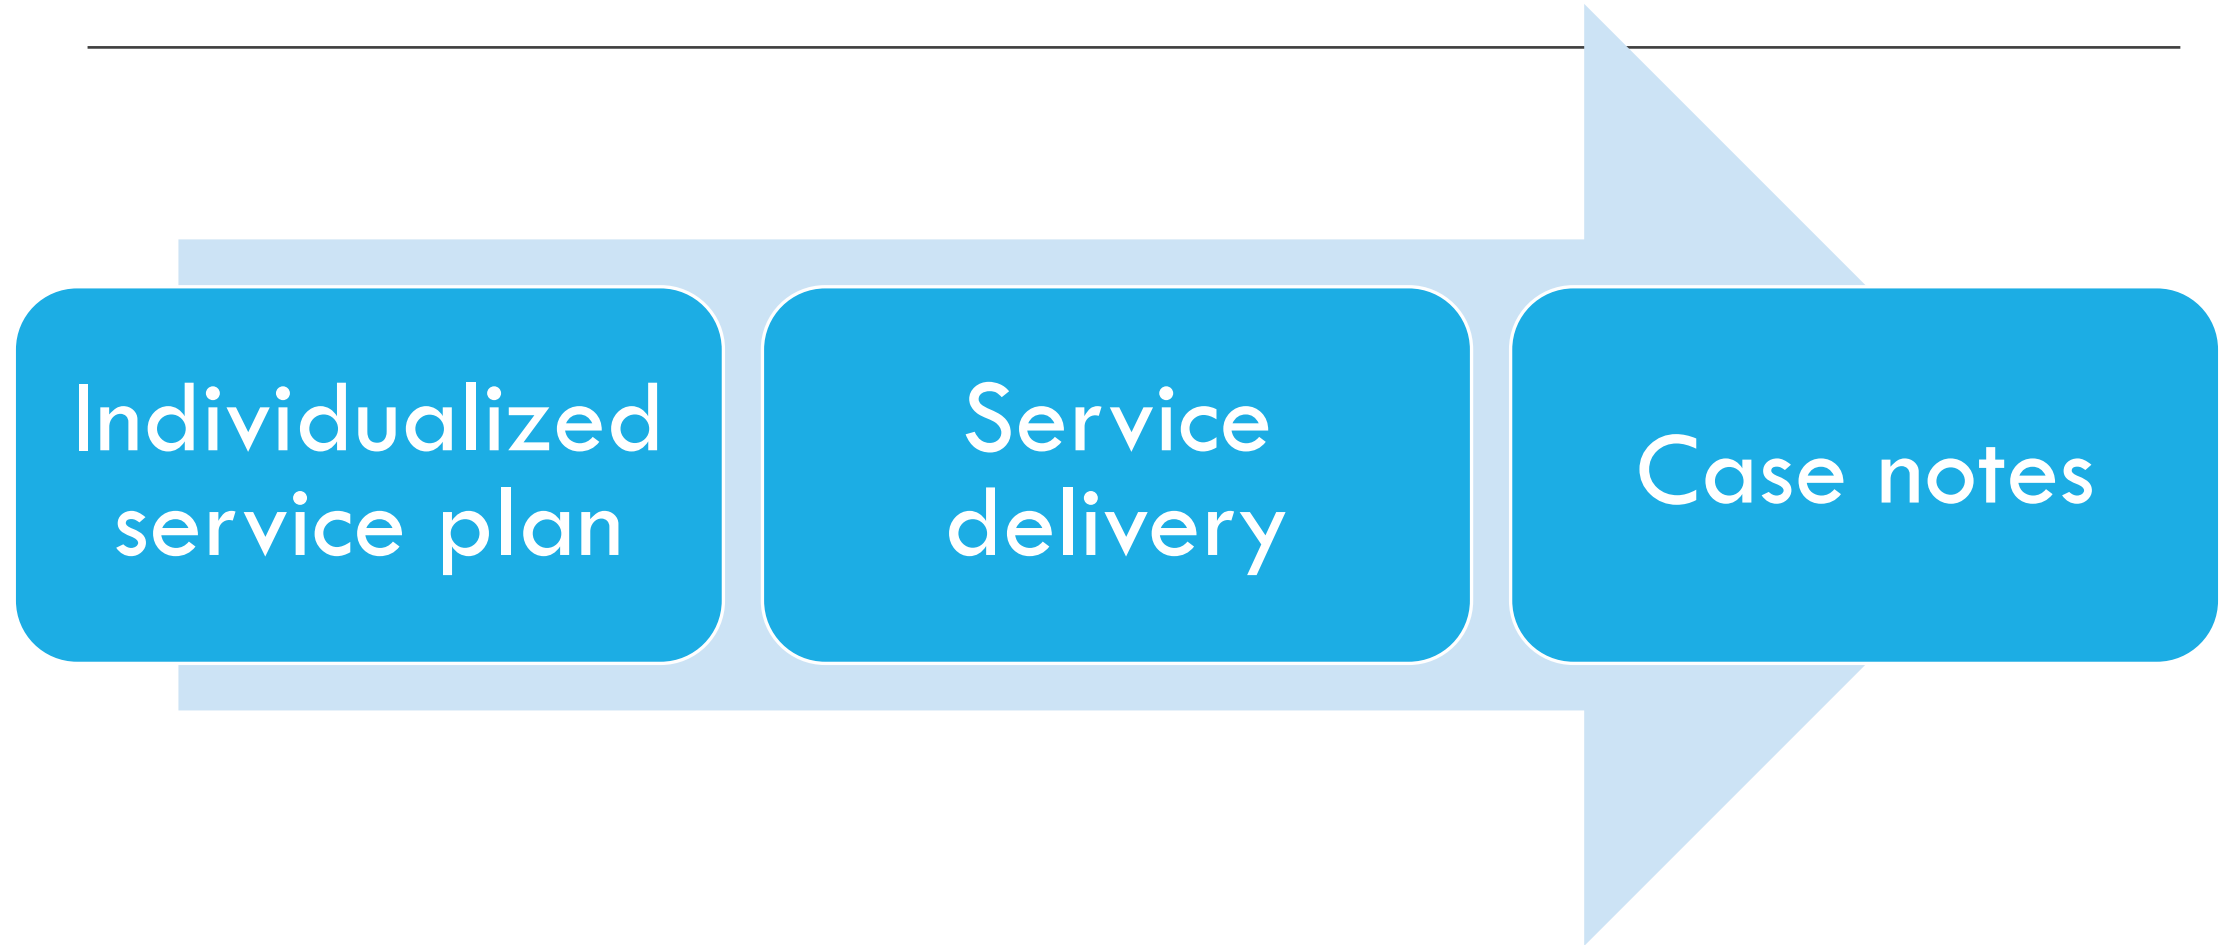 Individualized
service plan
Service
delivery
Case notes